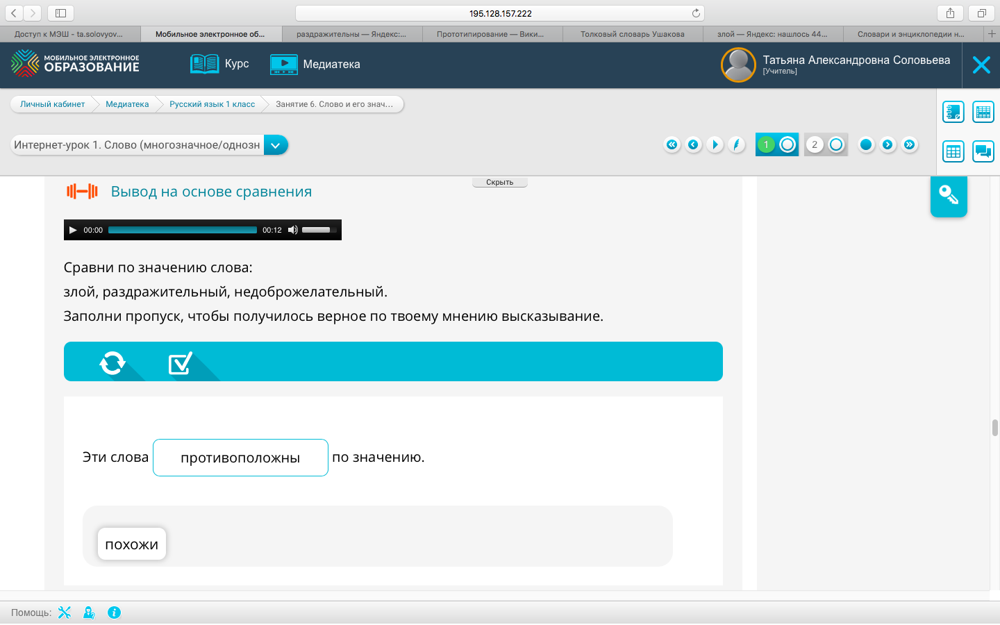 195.128.157.222
Доступ к МЭШ - ta.solovyov...
Мобильное электронное об...
раздражительны — Яндекс:...
Прототипирование — Вики...
Толковый словарь Ушакова
злой — Яндекс: нашлось 44...
Словари и энциклопедии н...
МОБИЛЬНОЕ ЭЛЕКТРОННОЕ
ОБРАЗОВАНИЕ
Курс
Медиатека
Татьяна Александровна Соловьева
[Учитель]
Личный кабинет
Медиатека
Русский язык 1 класс
Занятие 6. Слово и его знач...
Интернет-урок 1. Слово (многозначное/однозн
1
2
Скрыть
Вывод на основе сравнения
00:00
00:12
Сравни по значению слова:
злой, раздражительный, недоброжелательный.
Заполни пропуск, чтобы получилось верное по твоему мнению высказывание.
Эти слова противоположны по значению.
похожи
Помощь: